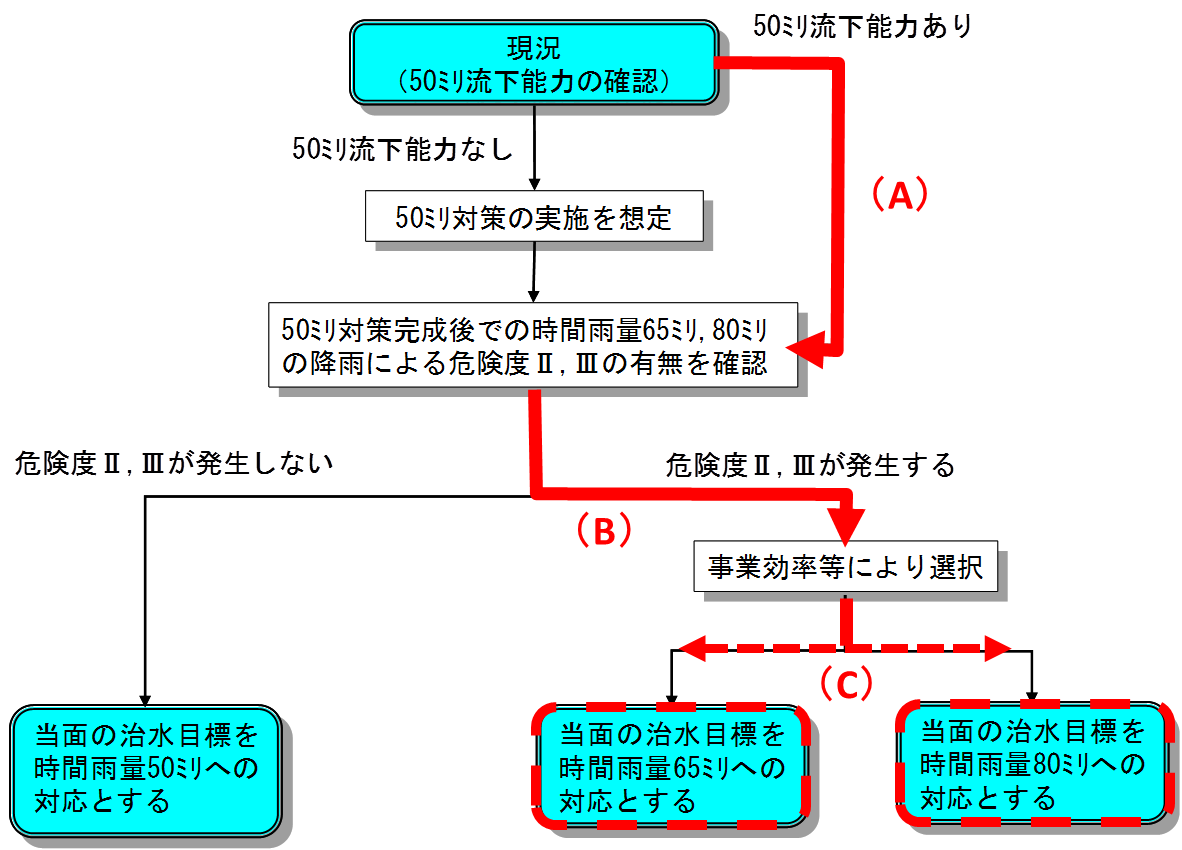 50ﾐﾘ流下能力あり
現況
（50ﾐﾘ流下能力の確認）
50ﾐﾘ流下能力なし
（A）
50ﾐﾘ対策の実施を想定
50ﾐﾘ対策完成後での時間雨量65ﾐﾘ,80ﾐﾘ
の降雨による危険度Ⅱ,Ⅲの有無を確認
危険度Ⅱ,Ⅲが発生しない
危険度Ⅱ,Ⅲが発生する
（B）
事業効率等により選択
（C）
当面の治水目標を
時間雨量50ﾐﾘへの
対応とする
当面の治水目標を
時間雨量65ﾐﾘへの
対応とする
当面の治水目標を
時間雨量80ﾐﾘへの
対応とする